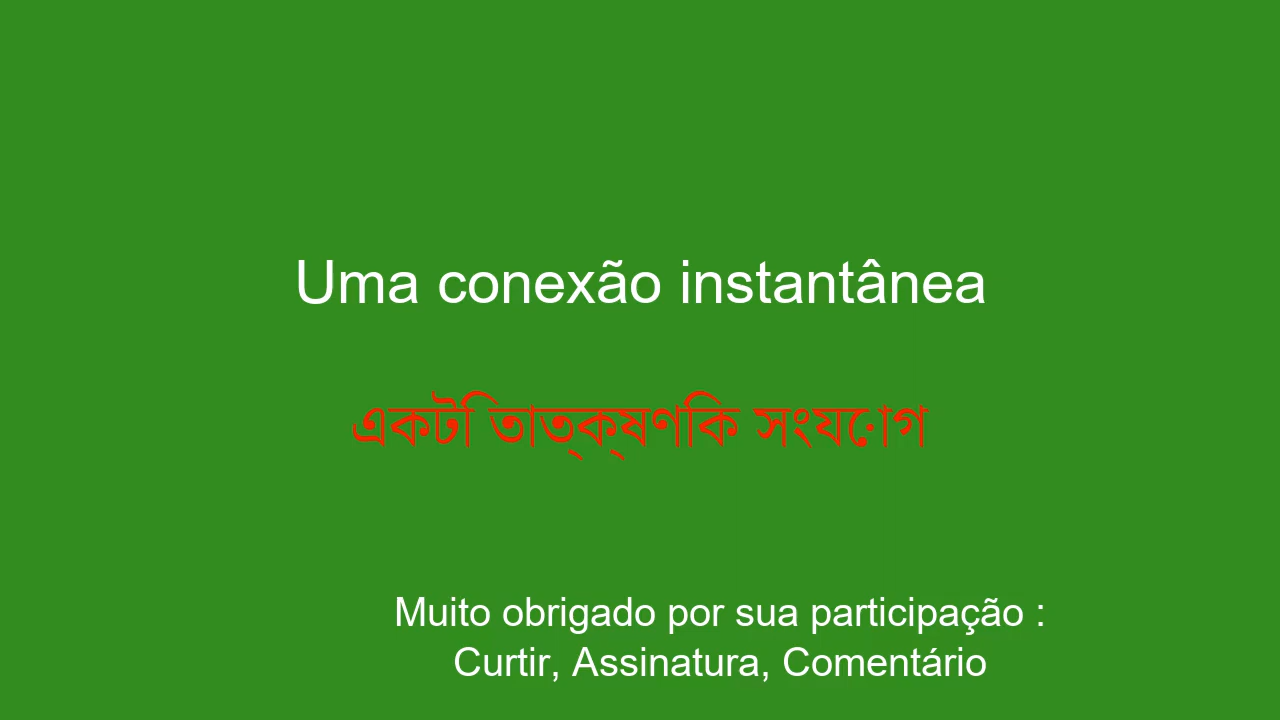 Uma conexão instantânea
একটি তাত্ক্ষণিক সংযোগ
Muito obrigado por sua participação :
Curtir, Assinatura, Comentário